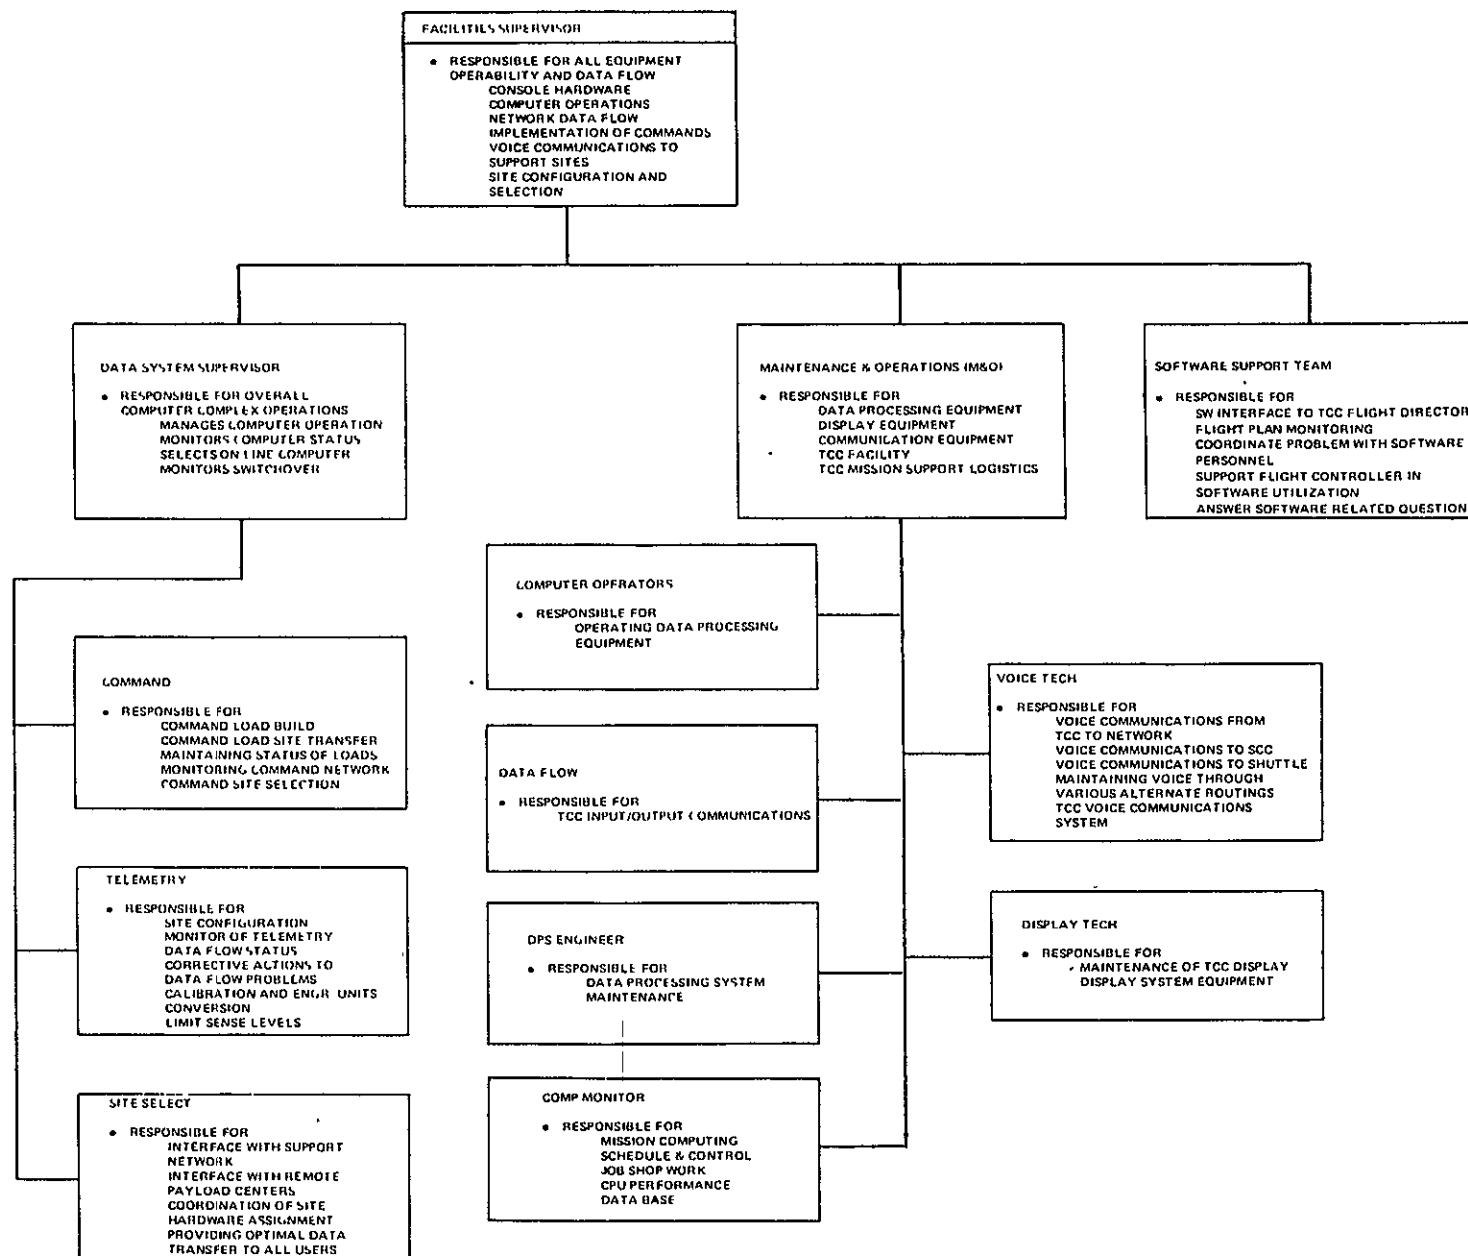 FACILITIES SUPERVISOR
• RESPONSIBLE FOR ALL EQUIPMENT
OPERABILITY AND DATA FLOW
CONSOLE HARDWARE
COMPUTER OPERATIONS
NETWORK DATA FLOW
IMPLEMENTATION OF COMMANDS
VOICE COMMUNICATIONS TO
SUPPORT SITES
SITE CONFIGURATION AND
SELECTION
DATA SYSTEM SUPERVISOR
• RESPONSIBLE FOR OVERALL
COMPUTER COMPLEX OPERATIONS
MANAGES COMPUTER OPERATION
MONITORS COMPUTER STATUS
SELECTS ON LINE COMPUTER
MONITORS SWITCHOVER
MAINTENANCE & OPERATIONS (M&O)
• RESPONSIBLE FOR
DATA PROCESSING EQUIPMENT
DISPLAY EQUIPMENT
COMMUNICATION EQUIPMENT
TCC FACILITY
TCC MISSION SUPPORT LOGISTICS
SOFTWARE SUPPORT TEAM
• RESPONSIBLE FOR
SW INTERFACE TO TCC FLIGHT DIRECTOR
FLIGHT PLAN MONITORING
COORDINATE PROBLEM WITH SOFTWARE
PERSONNEL
SUPPORT FLIGHT CONTROLLER IN
SOFTWARE UTILIZATION
ANSWER SOFTWARE RELATED QUESTION
COMMAND
• RESPONSIBLE FOR
COMMAND LOAD BUILD
COMMAND LOAD SITE TRANSFER
MAINTAINING STATUS OF LOADS
MONITORING COMMAND NETWORK
COMMAND SITE SELECTION
TELEMETRY
• RESPONSIBLE FOR
SITE CONFIGURATION
MONITOR OF TELEMETRY
DATA FLOW STATUS
CORRECTIVE ACTIONS TO
DATA FLOW PROBLEMS
CALIBRATION AND ENGR UNITS
CONVERSION
LIMIT SENSE LEVELS
SITE SELECT
• RESPONSIBLE FOR
INTERFACE WITH SUPPORT
NETWORK
INTERFACE WITH REMOTE
PAYLOAD CENTERS
COORDINATION OF SITE
HARDWARE ASSIGNMENT
PROVIDING OPTIMAL DATA
TRANSFER TO ALL USERS
COMPUTER OPERATORS
• RESPONSIBLE FOR
OPERATING DATA PROCESSING
EQUIPMENT
DATA FLOW
• RESPONSIBLE FOR
TCC INPUT/OUTPUT COMMUNICATIONS
DPS ENGINEER
• RESPONSIBLE FOR
DATA PROCESSING SYSTEM
MAINTENANCE
COMP MONITOR
• RESPONSIBLE FOR
MISSION COMPUTING
SCHEDULE & CONTROL
JOB SHOP WORK
CPU PERFORMANCE
DATA BASE
VOICE TECH
• RESPONSIBLE FOR
VOICE COMMUNICATIONS FROM
TCC TO NETWORK
VOICE COMMUNICATIONS TO SCC
VOICE COMMUNICATIONS TO SHUTTLE
MAINTAINING VOICE THROUGH
VARIOUS ALTERNATE ROUTINGS
TCC VOICE COMMUNICATIONS
SYSTEM
DISPLAY TECH
• RESPONSIBLE FOR
MAINTENANCE OF TCC DISPLAY
DISPLAY SYSTEM EQUIPMENT